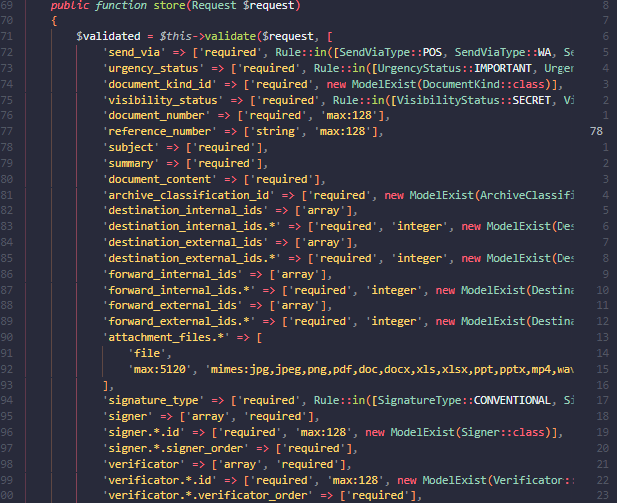 69 public function store(Request $request) 8
70 { 7
71 $validated = $this->validate($request, [ 6
72 'send_via' => ['required', Rule::in([SendViaType::POS, SendViaType::WA, Se 5
73 'urgency_status' => ['required', Rule::in([UrgencyStatus::IMPORTANT, Urgen 4
74 'document_kind_id' => ['required', new ModelExist(DocumentKind::class)], 3
75 'visibility_status' => ['required', Rule::in([VisibilityStatus::SECRET, Vi 2
76 'document_number' => ['required', 'max:128'], 1
77 'reference_number' => ['string', 'max:128'], 78
78 'subject' => ['required'], 1
79 'summary' => ['required'], 2
80 'document_content' => ['required'], 3
81 'archive_classification_id' => ['required', new ModelExist(ArchiveClassifi 4
82 'destination_internal_ids' => ['array'], 5
83 'destination_internal_ids.*' => ['required', 'integer', new ModelExist(Des 6
84 'destination_external_ids' => ['array'], 7
85 'destination_external_ids.*' => ['required', 'integer', new ModelExist(Des 8
86 'forward_internal_ids' => ['array'], 9
87 'forward_internal_ids.*' => ['required', 'integer', new ModelExist(Destina 10
88 'forward_external_ids' => ['array'], 11
89 'forward_external_ids.*' => ['required', 'integer', new ModelExist(Destina 12
90 'attachment_files.*' => [ 13
91 'file', 14
92 'max:5120', 'mimes:jpg,jpeg,png,pdf,doc,docx,xls,xlsx,ppt,pptx,mp4,wav 15
93 ], 16
94 'signature_type' => ['required', Rule::in([SignatureType::CONVENTIONAL, Si 17
95 'signer' => ['array', 'required'], 18
96 'signer.*.id' => ['required', 'max:128', new ModelExist(Signer::class)], 19
97 'signer.*.signer_order' => ['required'], 20
98 'verificator' => ['array', 'required'], 21
99 'verificator.*.id' => ['required', 'max:128', new ModelExist(Verificator:: 22
00 'verificator.*.verificator_order' => ['required'], 23